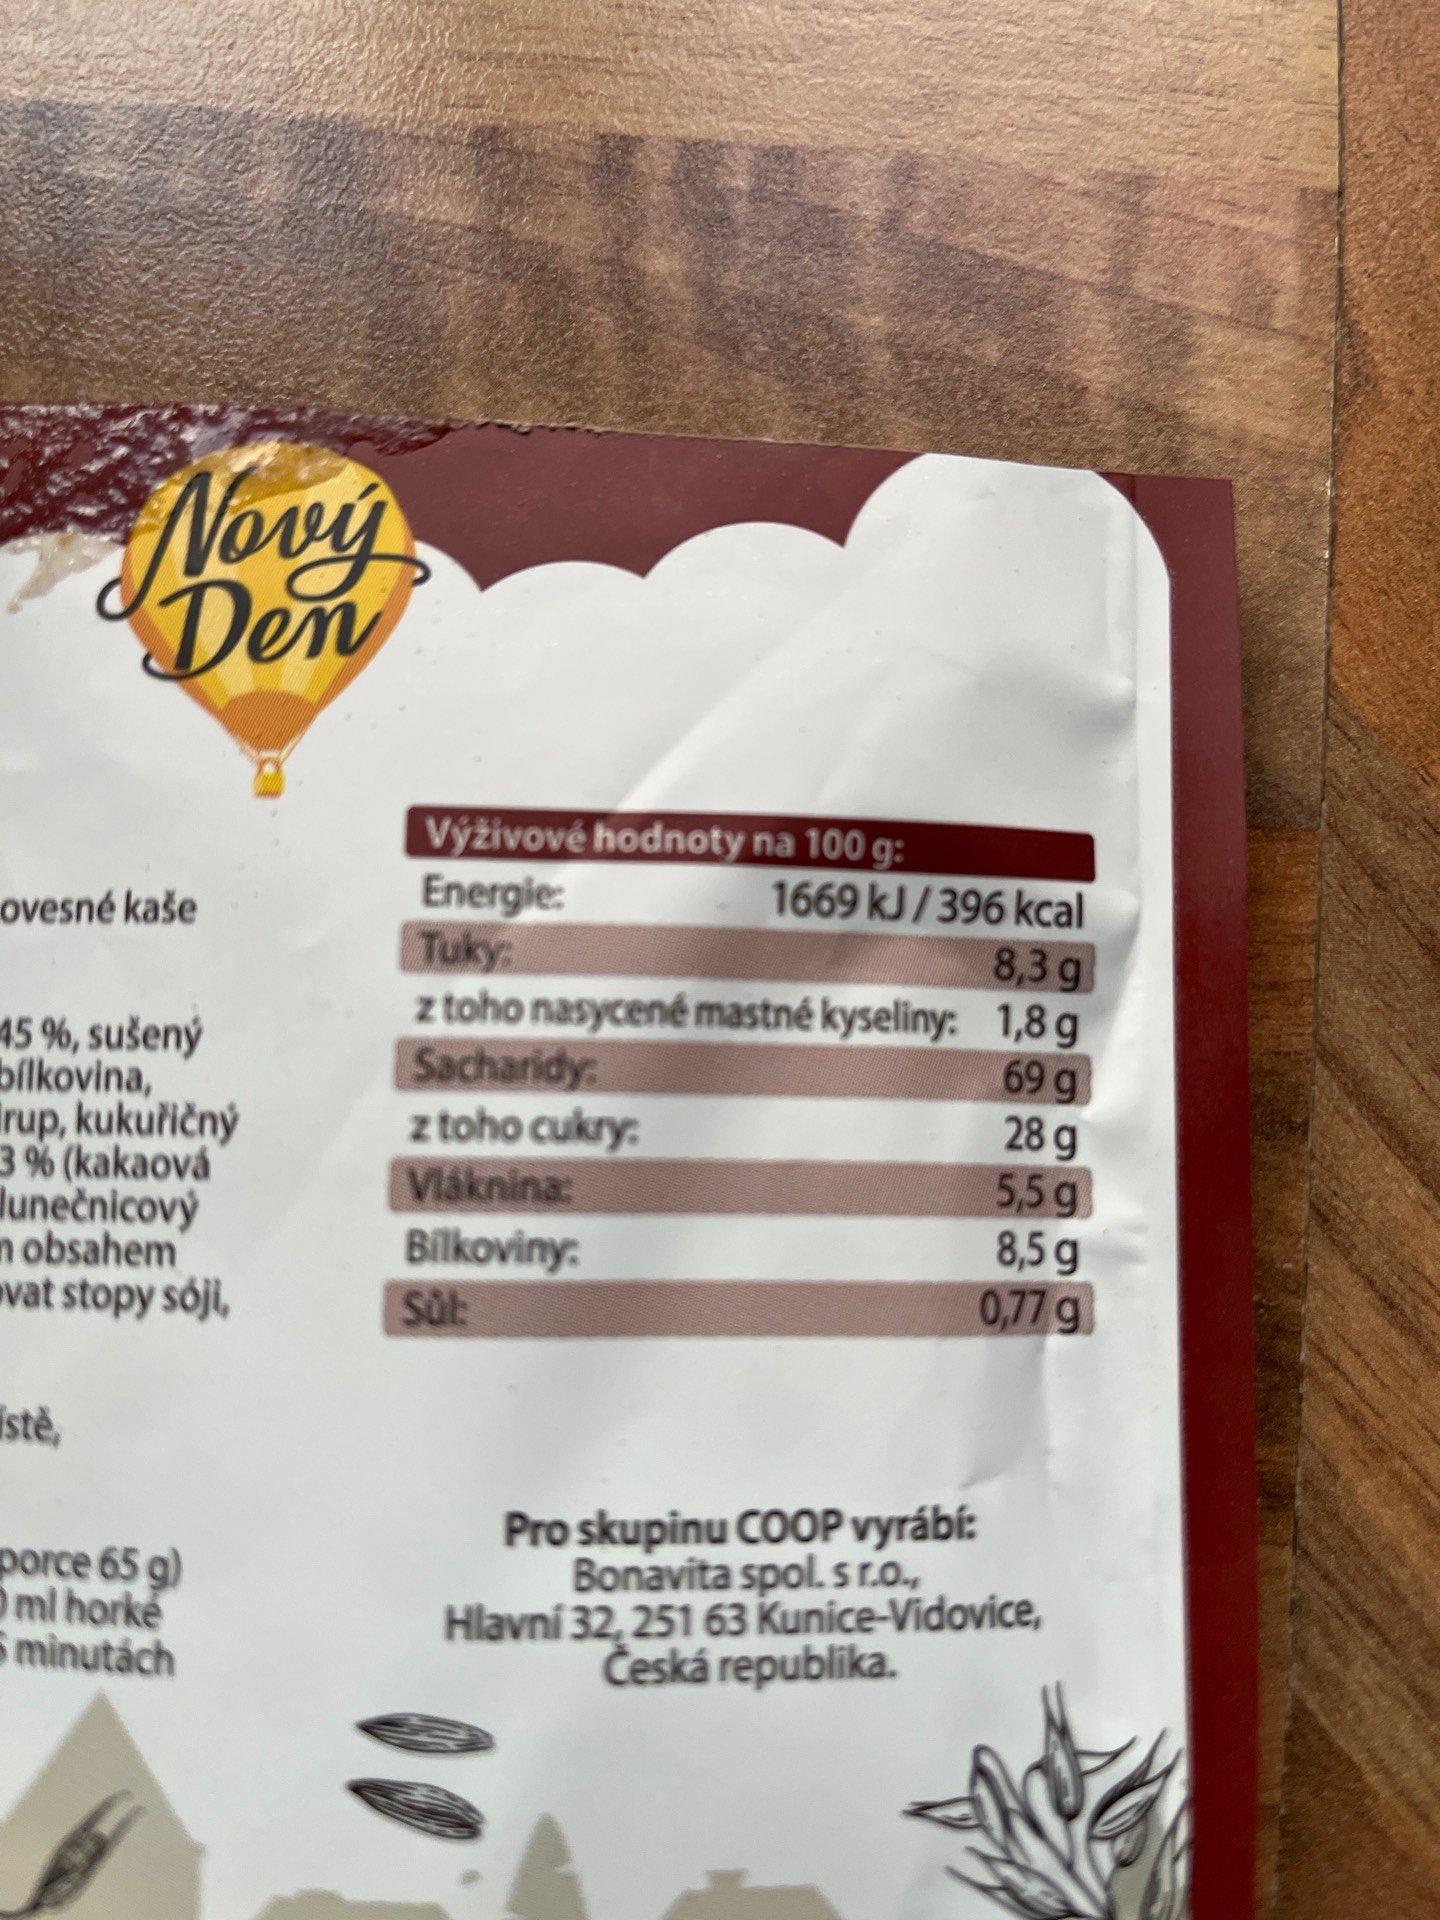 Nový
Den
ovesné kaše
45 %, sušený
bílkovina,
irup, kukuřičný
3 % (kakaová
lunečnicový
m obsahem
ovat stopy sóji,
ístě,
porce 65 g)
0 ml horké
5 minutách
Výživové hodnoty na 100 g:
Energie: 1669 kJ / 396 kcal
Tuky: 8,3 g
z toho nasycené mastné kyseliny: 1,8 g
Sacharidy: 69 g
z toho cukry: 28 g
Vláknina: 5,5 g
Bílkoviny: 8,5 g
Sůl: 0,77 g
Pro skupinu COOP vyrábí:
Bonavita spol. s r.o.,
Hlavní 32, 251 63 Kunice-Vidovice,
Česká republika.